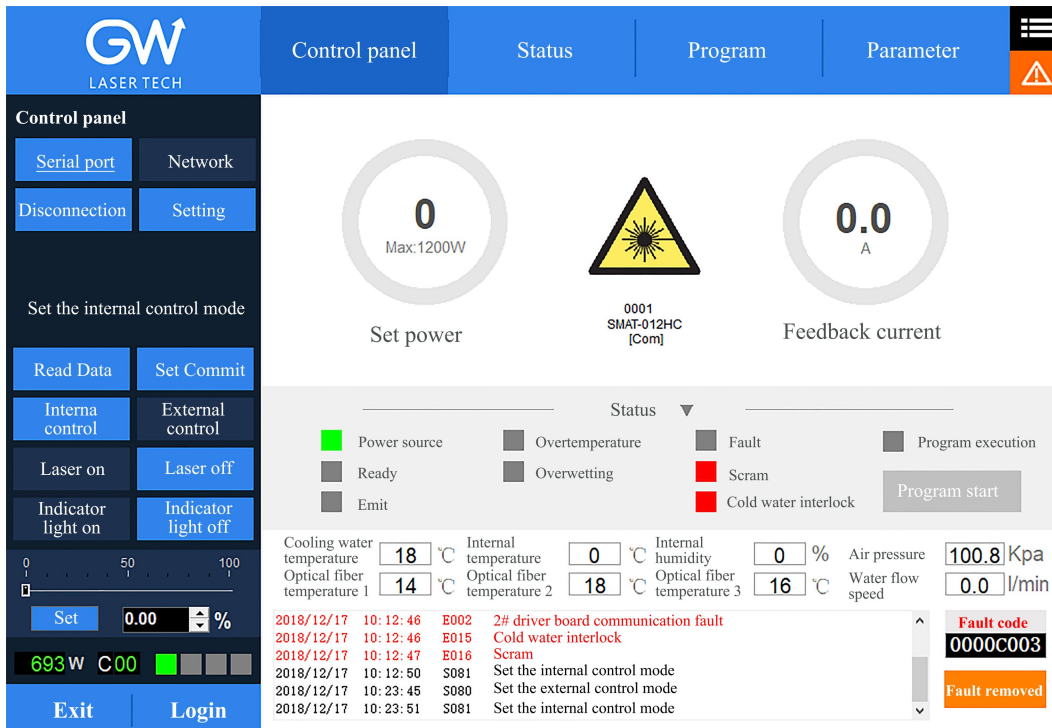 GW
LASER TECH
Control panel
Status
Program
Parameter
Control panel
Serial port
Network
Disconnection
Setting
Set the internal control mode
Read Data
Set Commit
Interna
control
External
control
Laser on
Laser off
Indicator
light on
Indicator
light off
0 50 100
Set
0.00
%
693 W
C 00
Exit
Login
0
Max:1200W
Set power
0001
SMAT-012HC
[Com]
0.0
A
Feedback current
Status
Power source
Overtemperature
Fault
Program execution
Ready
Overwetting
Scram
Emit
Cold water interlock
Program start
Cooling water
temperature 18 ℃
Internal
temperature 0 ℃
Internal
humidity 0 %
Air pressure 100.8 Kpa
Optical fiber
temperature 1 14 ℃
Optical fiber
temperature 2 18 ℃
Optical fiber
temperature 3 16 ℃
Water flow
speed 0.0 l/min
2018/12/17 10:12:46 E002 2# driver board communication fault
2018/12/17 10:12:46 E015 Cold water interlock
2018/12/17 10:12:47 E016 Scram
2018/12/17 10:12:50 S081 Set the internal control mode
2018/12/17 10:23:45 S080 Set the external control mode
2018/12/17 10:23:51 S081 Set the internal control mode
Fault code
0000C003
Fault removed